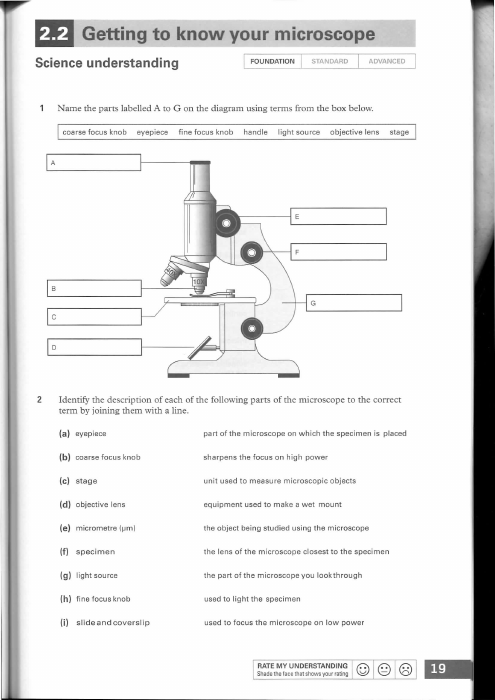 2.2 Getting to know your microscope
Science understanding
FOUNDATION STANDARD ADVANCED
1 Name the parts labelled A to G on the diagram using terms from the box below.
coarse focus knob eyepiece fine focus knob handle light source objective lens stage
A
E
F
B
G
C
D
10
2 Identify the description of each of the following parts of the microscope to the correct
term by joining them with a line.
(a) eyepiece part of the microscope on which the specimen is placed
(b) coarse focus knob sharpens the focus on high power
(c) stage unit used to measure microscopic objects
(d) objective lens equipment used to make a wet mount
(e) micrometre (µm) the object being studied using the microscope
(f) specimen the lens of the microscope closest to the specimen
(g) light source the part of the microscope you look through
(h) fine focus knob used to light the specimen
(i) slide and coverslip used to focus the microscope on low power
RATE MY UNDERSTANDING
Shade the face that shows your rating
19